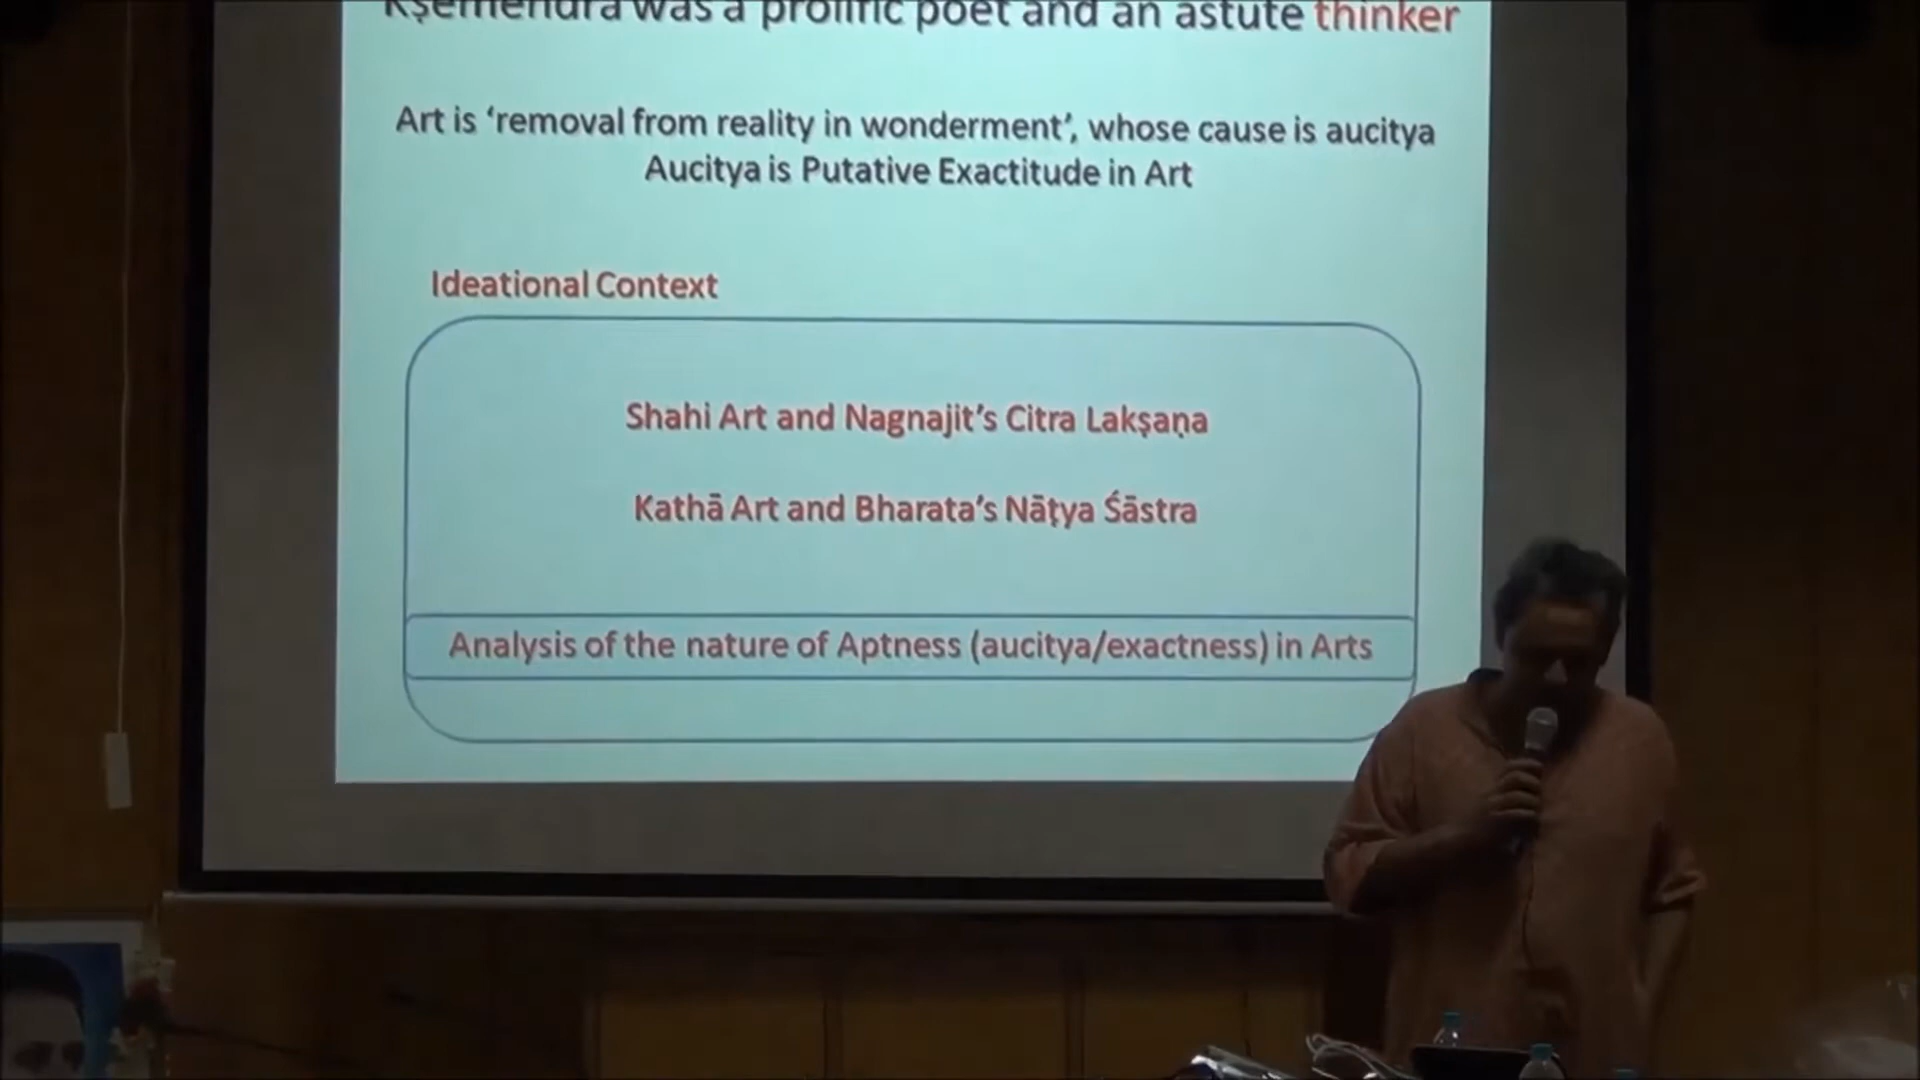 Kṣemendra was a prolific poet and an astute thinker
Art is ‘removal from reality in wonderment’, whose cause is aucitya
Aucitya is Putative Exactitude in Art
Ideational Context
Shahi Art and Nagnajit’s Citra Lakṣaṇa
Kathā Art and Bharata’s Nāṭya Śāstra
Analysis of the nature of Aptness (aucitya/exactness) in Arts